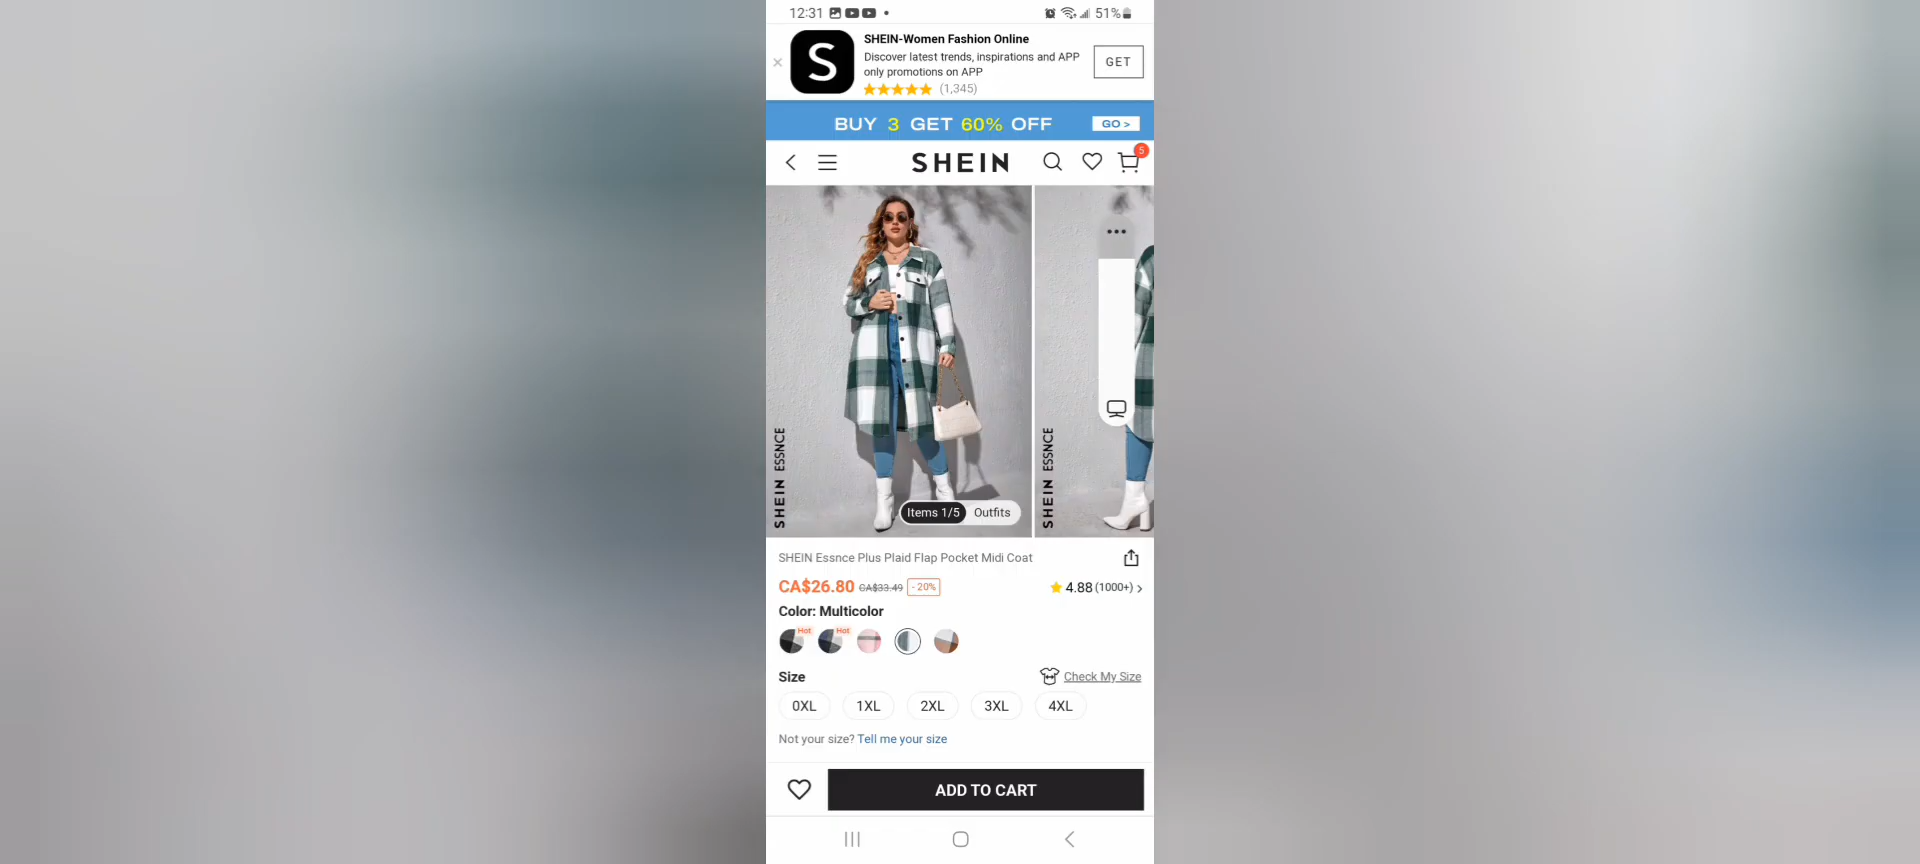 12:31
51%
SHEIN-Women Fashion Online
Discover latest trends, inspirations and APP
only promotions on APP
(1,345)
GET
S
BUY 3 GET 60% OFF
GO >
SHEIN
5
SHEIN ESSNCE
SHEIN ESSNCE
Items 1/5 Outfits
SHEIN Essnce Plus Plaid Flap Pocket Midi Coat
CA$26.80 CA$33.49 - 20%
4.88 (1000+) >
Color: Multicolor
Hot
Hot
Size
Check My Size
0XL 1XL 2XL 3XL 4XL
Not your size? Tell me your size
ADD TO CART